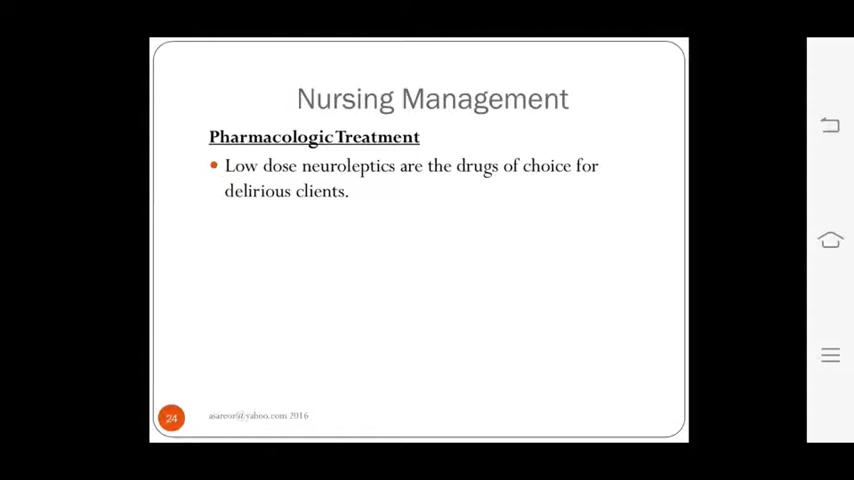 Nursing Management
Pharmacologic Treatment
Low dose neuroleptics are the drugs of choice for
delirious clients.
24
asareor@yahoo.com 2016